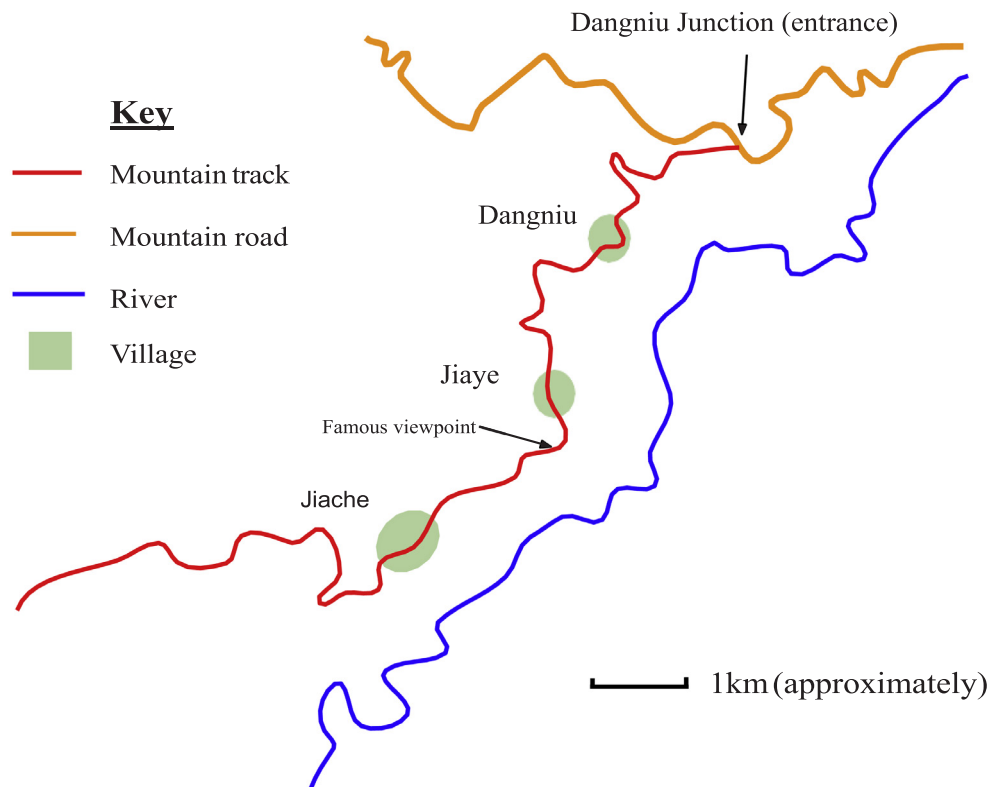 Dangniu Junction (entrance)
Key
Mountain track
Mountain road
River
Village
Dangniu
Jiaye
Famous viewpoint
Jiache
1km (approximately)